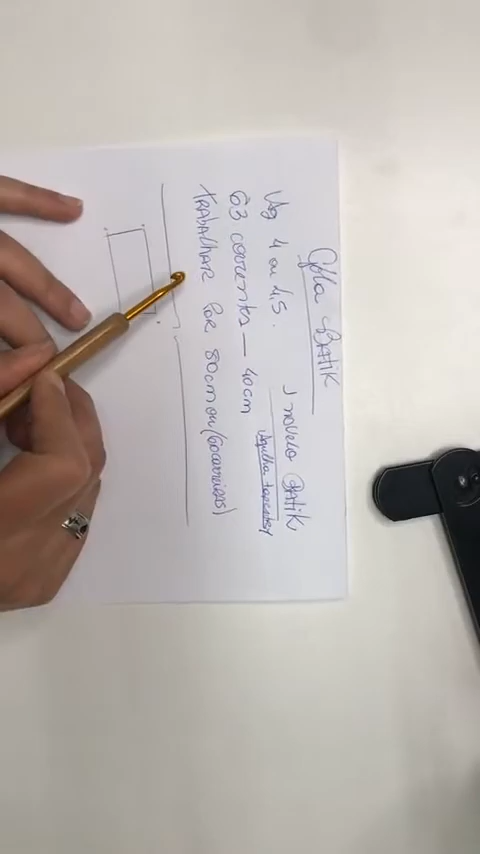 Gola Batik
1 novelo Batik,
Ag 4 ou 4,5.
Agulha tapeçaria
63 correntes — 40cm
Trabalhar por 80cm ou (60carreiras)